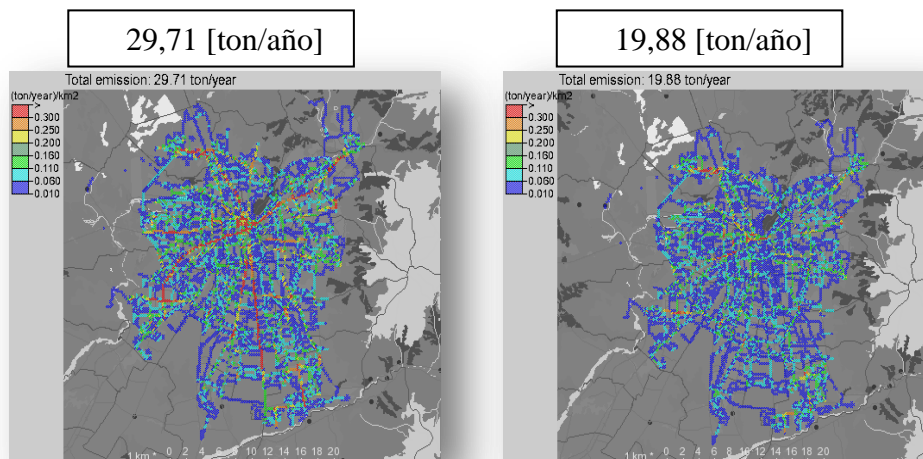 29,71 [ton/año]
19,88 [ton/año]
Total emission: 29.71 ton/year
(ton/year)/km2
>
0.300
0.250
0.200
0.160
0.110
0.060
0.010
1 km * 0 2 4 6 8 10 12 14 16 18 20
Total emission: 19.88 ton/year
(ton/year)/km2
>
0.300
0.250
0.200
0.160
0.110
0.060
0.010
1 km * 0 2 4 6 8 10 12 14 16 18 20